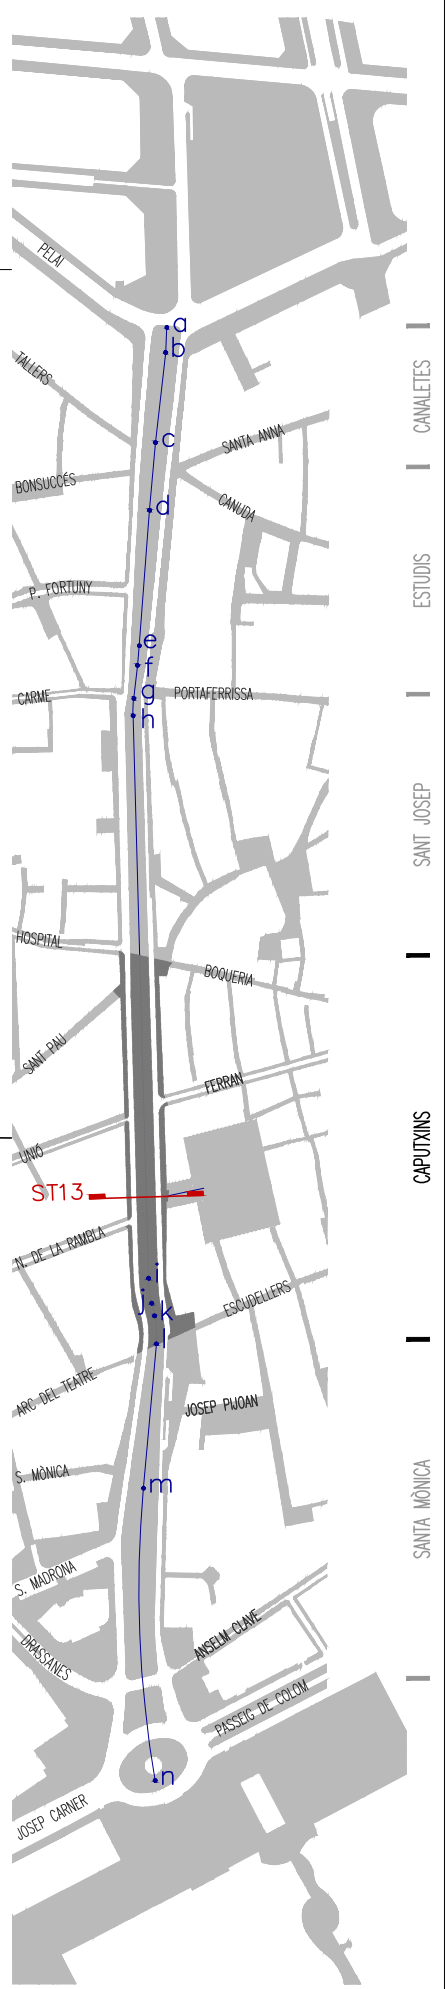 PELAI
a
b
TALLERS
CANALETES
c
SANTA ANNA
BONSUCCÉS
d
CANUDA
ESTUDIS
P. FORTUNY
e
f
g
CARME
PORTAFERRISSA
h
SANT JOSEP
HOSPITAL
BOQUERIA
SANT PAU
FERRAN
CAPUTXINS
UNIÓ
ST13
N. DE LA RAMBLA
i
j
k
ESCUDELLERS
l
ARC DEL TEATRE
JOSEP PIJOAN
S. MÒNICA
m
SANTA MÒNICA
S. MADRONA
ANSELM CLAVE
DRASSANES
PASSEIG DE COLOM
n
JOSEP CARNER